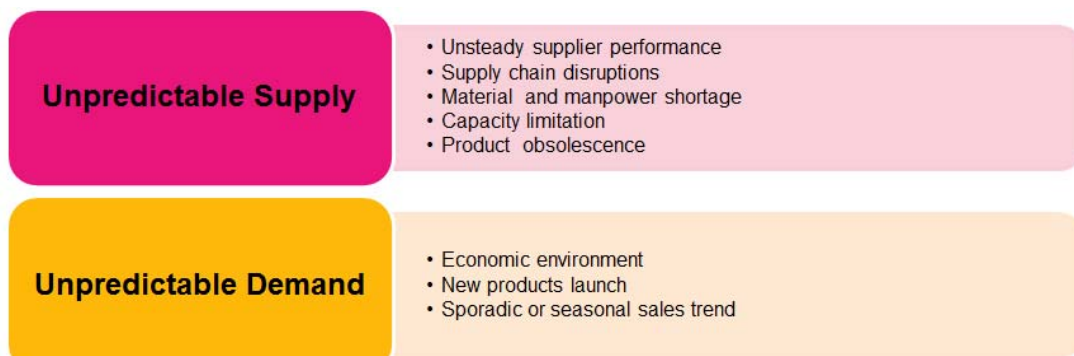 Unpredictable Supply
• Unsteady supplier performance
• Supply chain disruptions
• Material and manpower shortage
• Capacity limitation
• Product obsolescence
Unpredictable Demand
• Economic environment
• New products launch
• Sporadic or seasonal sales trend